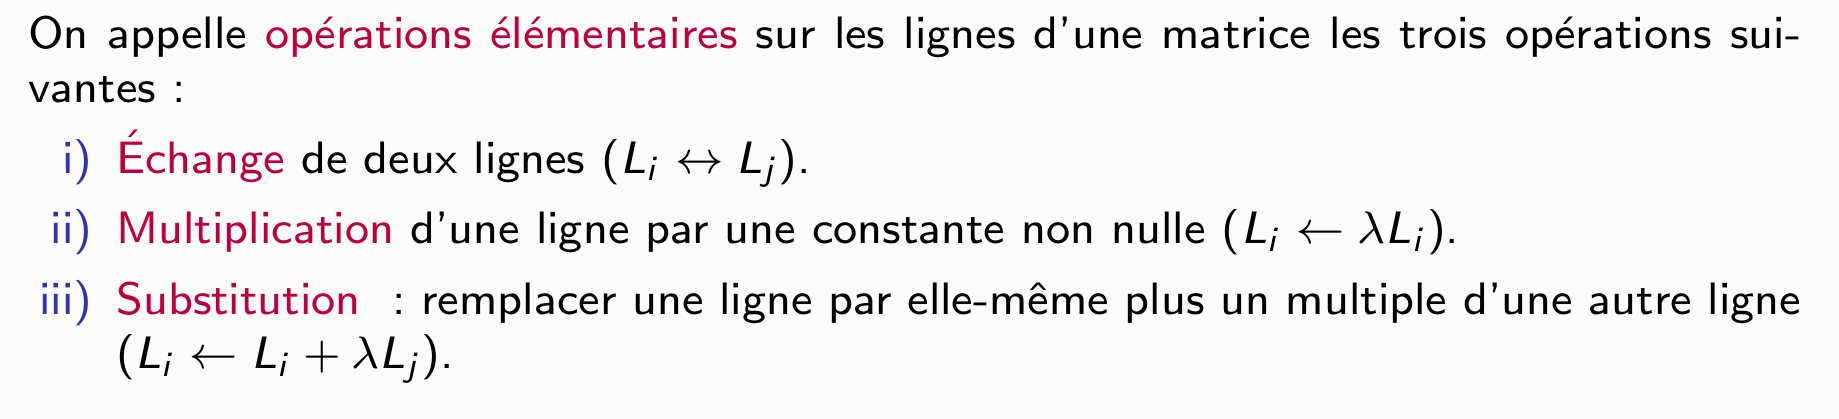 On appelle opérations élémentaires sur les lignes d'une matrice les trois opérations sui-
vantes :
i) Échange de deux lignes (L_i ↔ L_j).
ii) Multiplication d'une ligne par une constante non nulle (L_i ← λL_i).
iii) Substitution : remplacer une ligne par elle-même plus un multiple d'une autre ligne
(L_i ← L_i + λL_j).